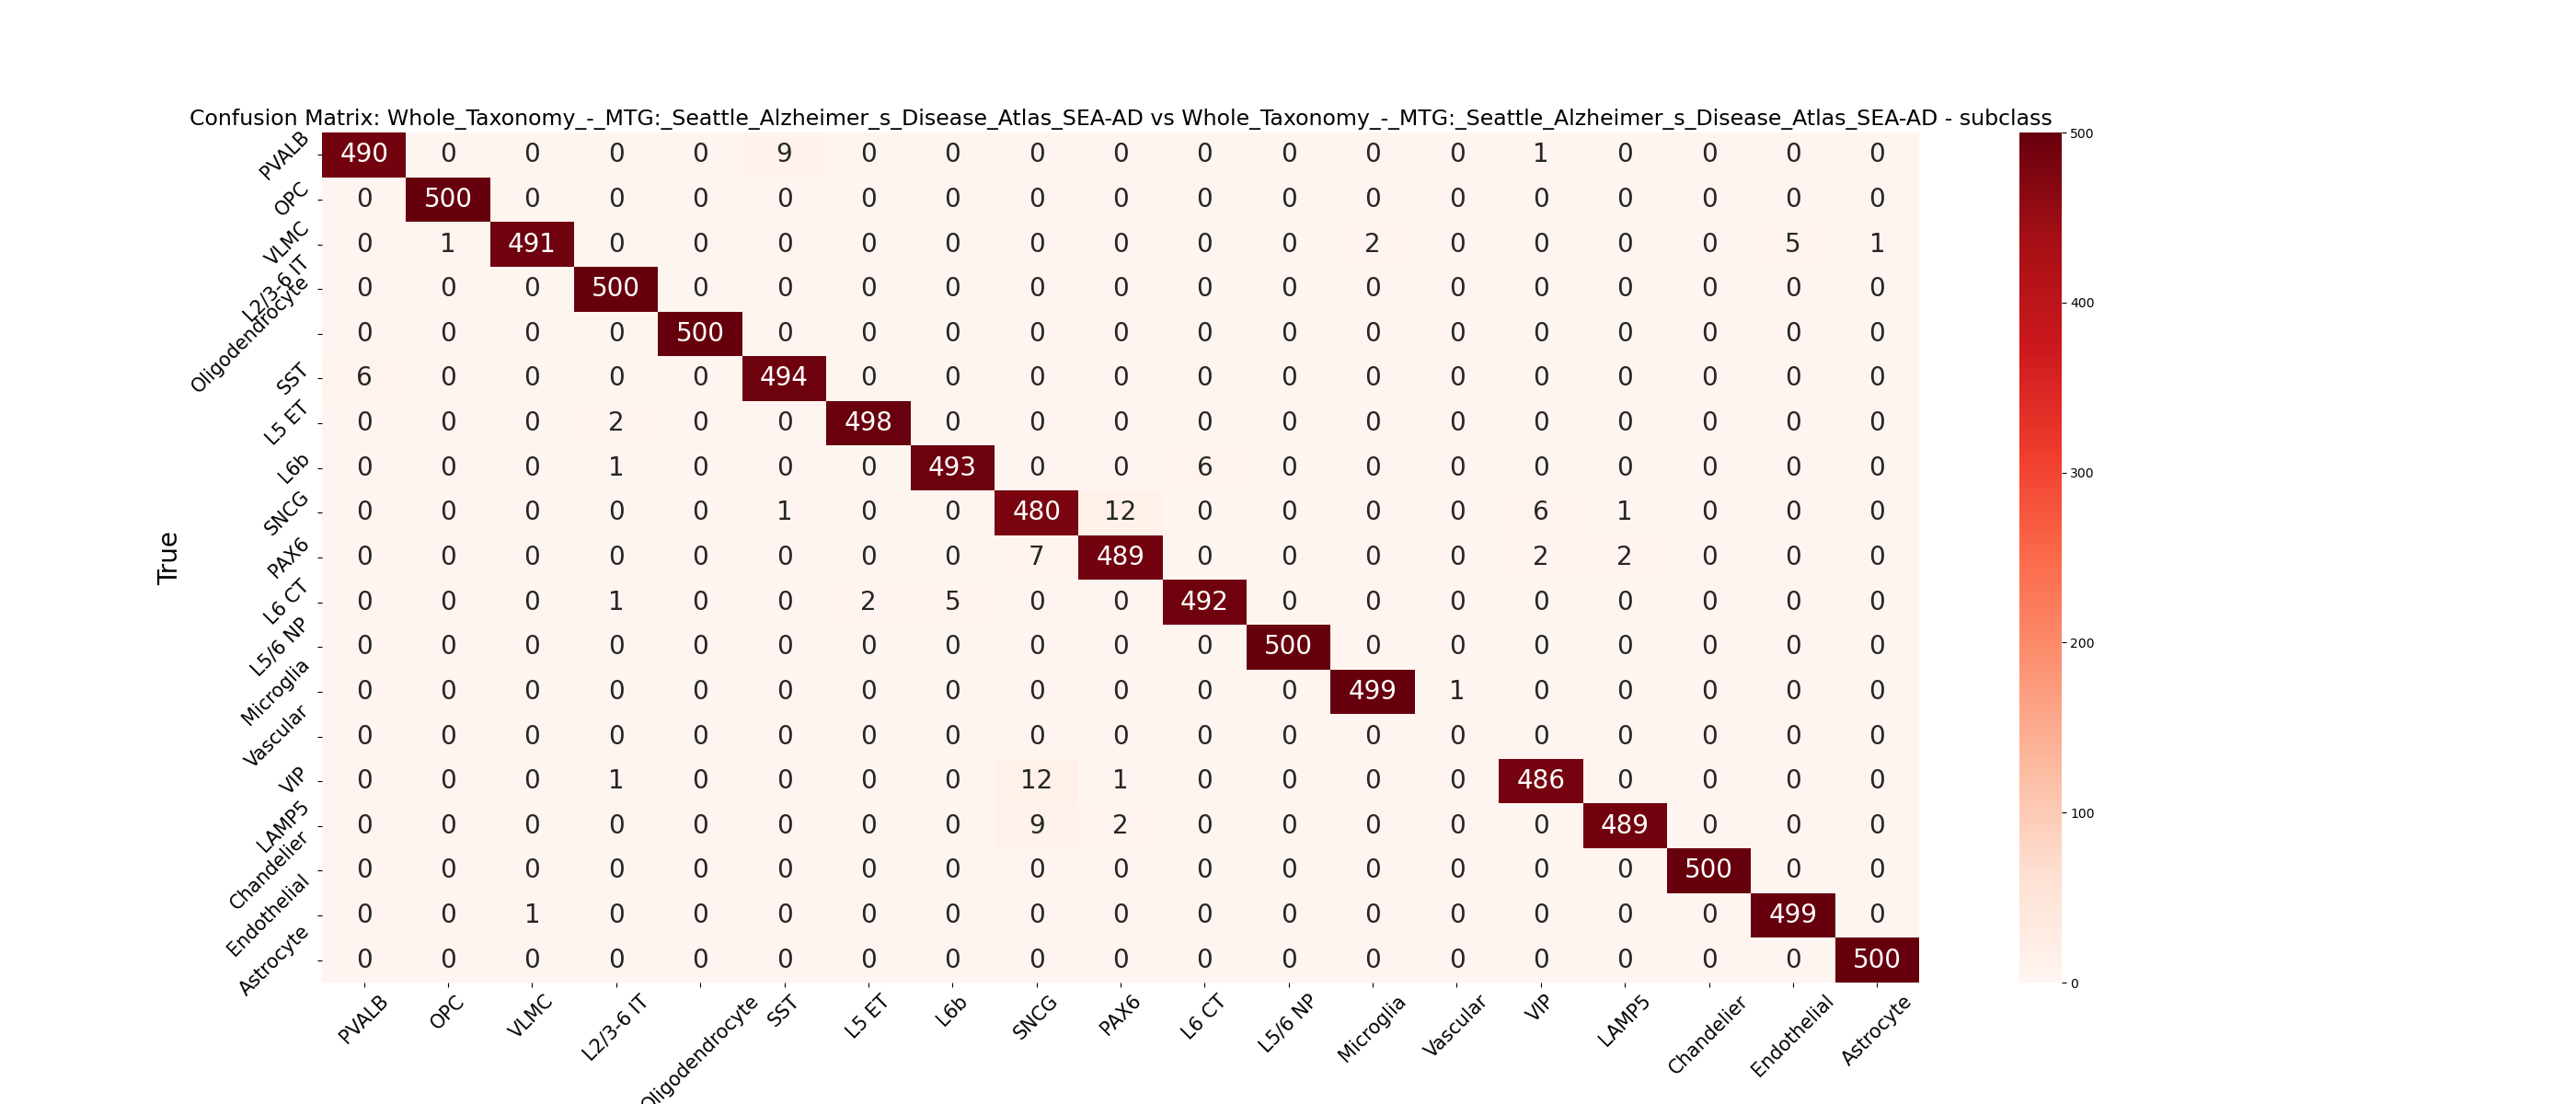 Confusion Matrix: Whole_Taxonomy_-_MTG:_Seattle_Alzheimer_s_Disease_Atlas_SEA-AD vs Whole_Taxonomy_-_MTG:_Seattle_Alzheimer_s_Disease_Atlas_SEA-AD - subclass
PVALB 490 0 0 0 0 9 0 0 0 0 0 0 0 0 1 0 0 0 0
OPC 0 500 0 0 0 0 0 0 0 0 0 0 0 0 0 0 0 0 0
VLMC 0 1 491 0 0 0 0 0 0 0 0 0 2 0 0 0 0 5 1
L2/3-6 IT 0 0 0 500 0 0 0 0 0 0 0 0 0 0 0 0 0 0 0
Oligodendrocyte 0 0 0 0 500 0 0 0 0 0 0 0 0 0 0 0 0 0 0
SST 6 0 0 0 0 494 0 0 0 0 0 0 0 0 0 0 0 0 0
L5 ET 0 0 0 2 0 0 498 0 0 0 0 0 0 0 0 0 0 0 0
L6b 0 0 0 1 0 0 0 493 0 0 6 0 0 0 0 0 0 0 0
SNCG 0 0 0 0 0 1 0 0 480 12 0 0 0 0 6 1 0 0 0
PAX6 0 0 0 0 0 0 0 0 7 489 0 0 0 0 2 2 0 0 0
L6 CT 0 0 0 1 0 0 2 5 0 0 492 0 0 0 0 0 0 0 0
L5/6 NP 0 0 0 0 0 0 0 0 0 0 0 500 0 0 0 0 0 0 0
Microglia 0 0 0 0 0 0 0 0 0 0 0 0 499 1 0 0 0 0 0
Vascular 0 0 0 0 0 0 0 0 0 0 0 0 0 0 0 0 0 0 0
VIP 0 0 0 1 0 0 0 0 12 1 0 0 0 0 486 0 0 0 0
LAMP5 0 0 0 0 0 0 0 0 9 2 0 0 0 0 0 489 0 0 0
Chandelier 0 0 0 0 0 0 0 0 0 0 0 0 0 0 0 0 500 0 0
Endothelial 0 0 1 0 0 0 0 0 0 0 0 0 0 0 0 0 0 499 0
Astrocyte 0 0 0 0 0 0 0 0 0 0 0 0 0 0 0 0 0 0 500
True
PVALB OPC VLMC L2/3-6 IT Oligodendrocyte SST L5 ET L6b SNCG PAX6 L6 CT L5/6 NP Microglia Vascular VIP LAMP5 Chandelier Endothelial Astrocyte
500
400
300
200
100
0